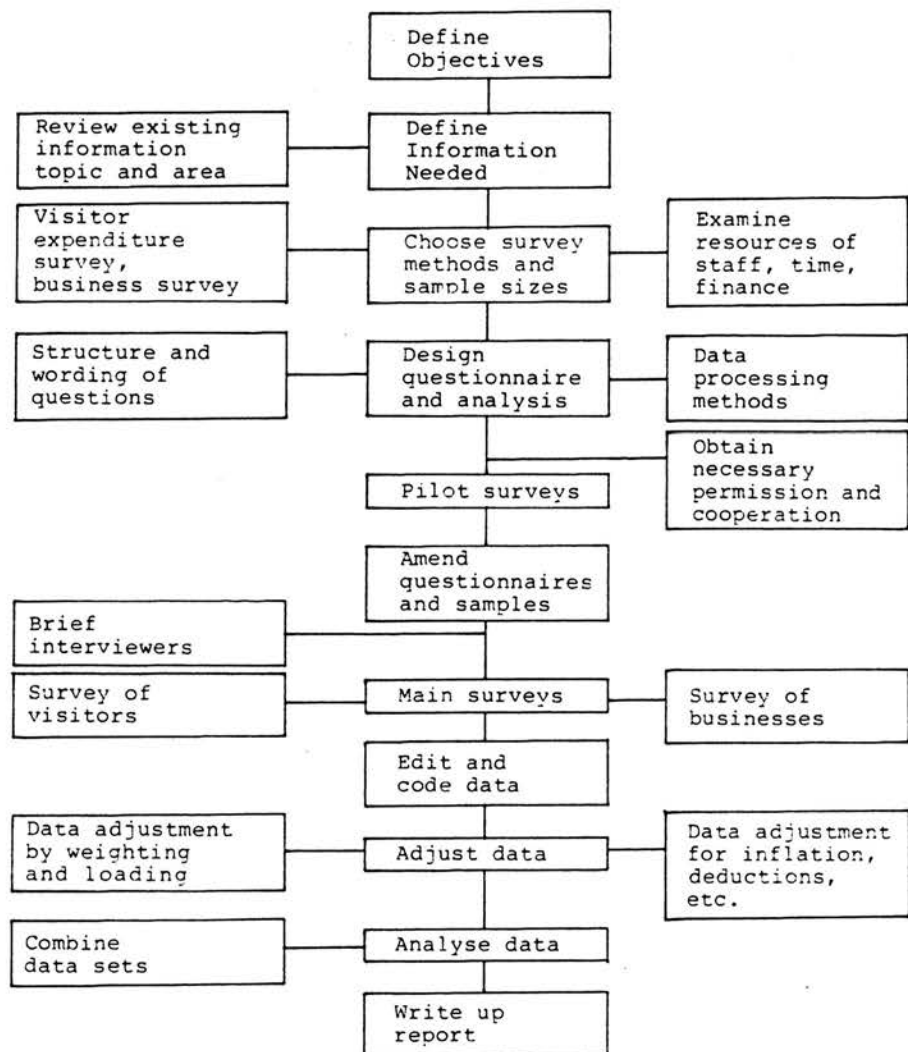 Define
Objectives
Review existing
information
topic and area
Define
Information
Needed
Visitor
expenditure
survey,
business survey
Choose survey
methods and
sample sizes
Examine
resources of
staff, time,
finance
Structure and
wording of
questions
Design
questionnaire
and analysis
Data
processing
methods
Obtain
necessary
permission and
cooperation
Pilot surveys
Amend
questionnaires
and samples
Brief
interviewers
Survey of
visitors
Main surveys
Survey of
businesses
Edit and
code data
Data adjustment
by weighting
and loading
Adjust data
Data adjustment
for inflation,
deductions,
etc.
Combine
data sets
Analyse data
Write up
report